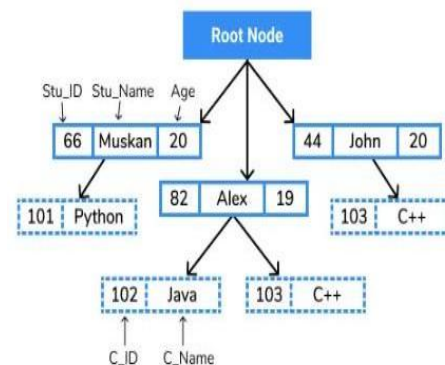 Root Node
Stu_ID Stu_Name Age
66 Muskan 20
44 John 20
82 Alex 19
101 Python
103 C++
102 Java
103 C++
C_ID C_Name